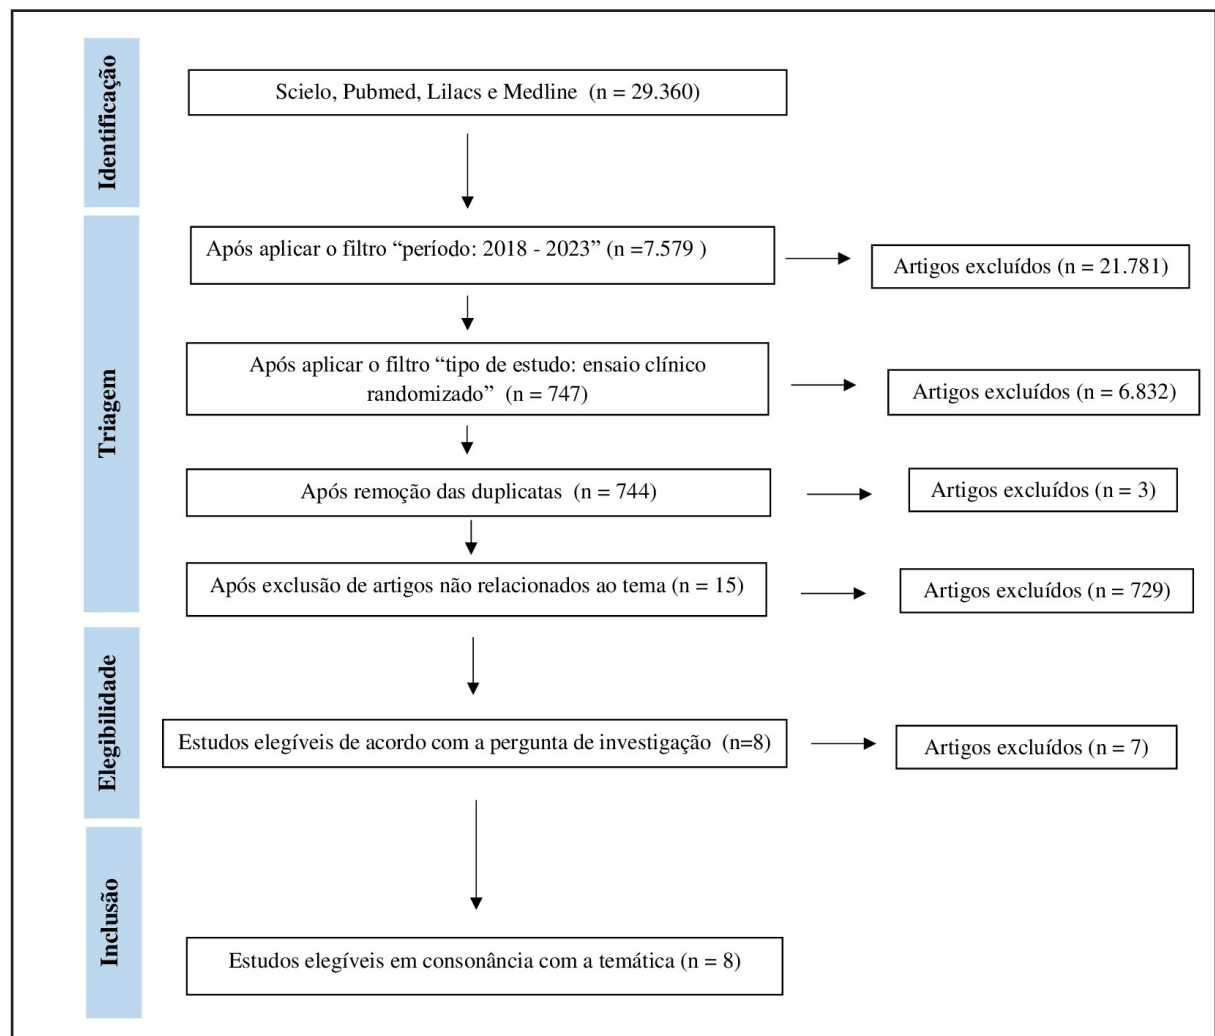 Identificação
Scielo, Pubmed, Lilacs e Medline (n = 29.360)
Triagem
Após aplicar o filtro “período: 2018 - 2023” (n =7.579 )
Artigos excluídos (n = 21.781)
Após aplicar o filtro “tipo de estudo: ensaio clínico
randomizado” (n = 747)
Artigos excluídos (n = 6.832)
Após remoção das duplicatas (n = 744)
Artigos excluídos (n = 3)
Após exclusão de artigos não relacionados ao tema (n = 15)
Artigos excluídos (n = 729)
Elegibilidade
Estudos elegíveis de acordo com a pergunta de investigação (n=8)
Artigos excluídos (n = 7)
Inclusão
Estudos elegíveis em consonância com a temática (n = 8)